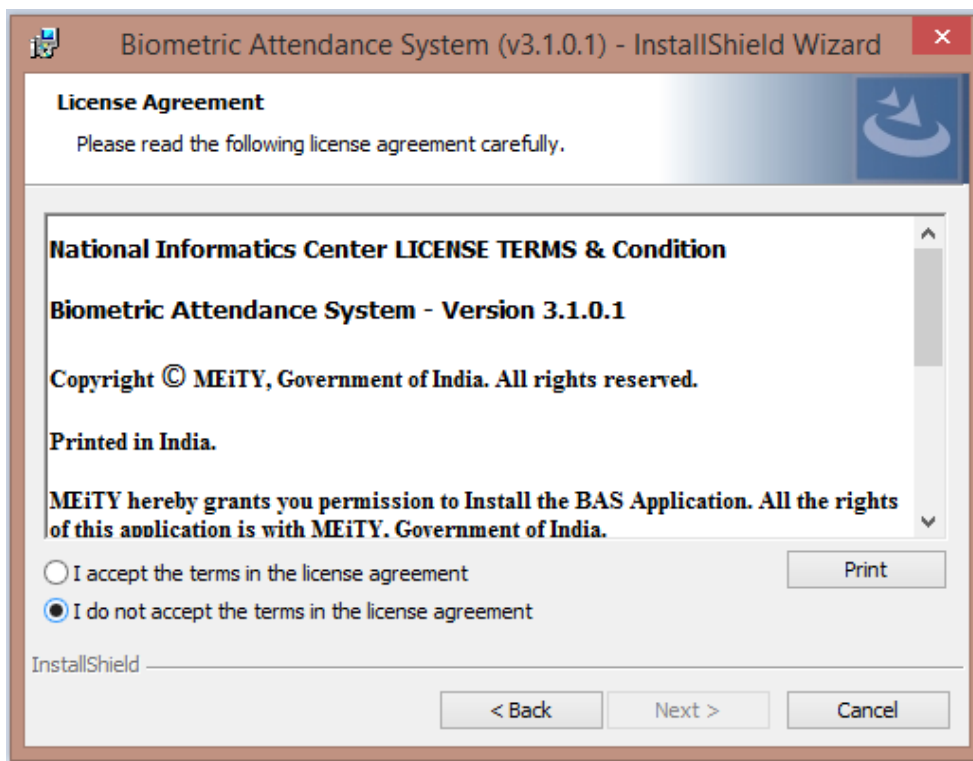 Biometric Attendance System (v3.1.0.1) - InstallShield Wizard
License Agreement
Please read the following license agreement carefully.
National Informatics Center LICENSE TERMS & Condition
Biometric Attendance System - Version 3.1.0.1
Copyright © MEiTY, Government of India. All rights reserved.
Printed in India.
MEiTY hereby grants you permission to Install the BAS Application. All the rights
of this application is with MEiTY. Government of India.
I accept the terms in the license agreement
Print
I do not accept the terms in the license agreement
InstallShield
< Back
Next >
Cancel